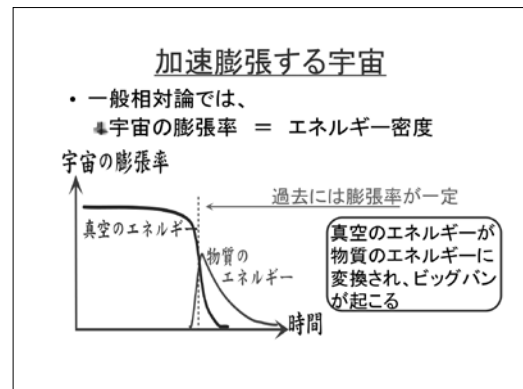 加速膨張する宇宙
• 一般相対論では、
宇宙の膨張率 ＝ エネルギー密度
宇宙の膨張率
過去には膨張率が一定
真空のエネルギー
物質の
エネルギー
真空のエネルギーが
物質のエネルギーに
変換され、ビッグバン
が起こる
時間